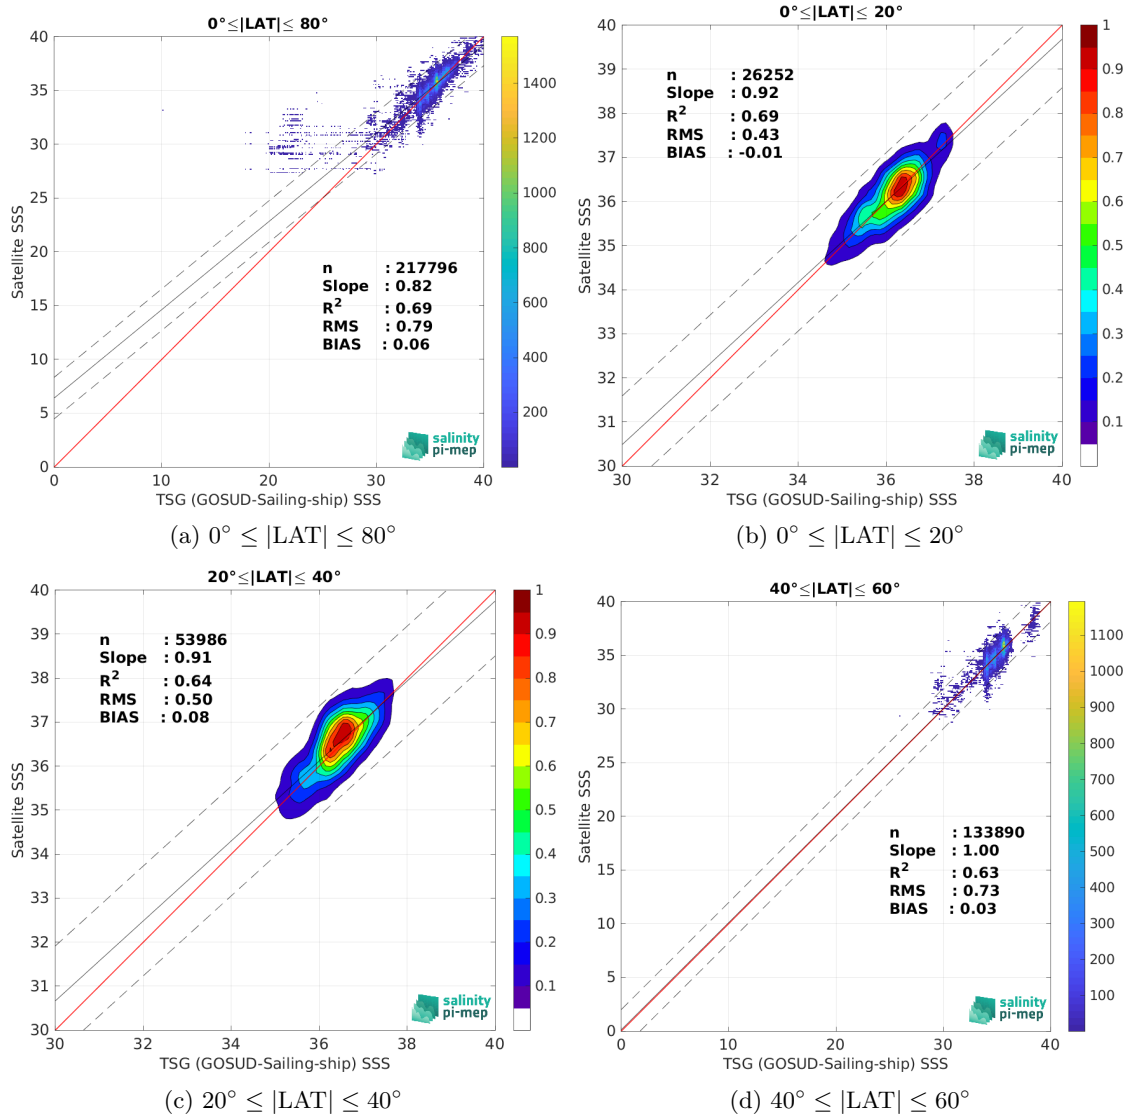 0°≤|LAT|≤ 80°
40
35
30
25
20
15
10
5
0
Satellite SSS
n : 217796
Slope : 0.82
R² : 0.69
RMS : 0.79
BIAS : 0.06
salinity
pi-mep
0 10 20 30 40
TSG (GOSUD-Sailing-ship) SSS
1400
1200
1000
800
600
400
200
(a) 0° ≤ |LAT| ≤ 80°
0°≤|LAT|≤ 20°
40
39
38
37
36
35
34
33
32
31
30
Satellite SSS
n : 26252
Slope : 0.92
R² : 0.69
RMS : 0.43
BIAS : -0.01
salinity
pi-mep
30 32 34 36 38 40
TSG (GOSUD-Sailing-ship) SSS
1
0.9
0.8
0.7
0.6
0.5
0.4
0.3
0.2
0.1
(b) 0° ≤ |LAT| ≤ 20°
20°≤|LAT|≤ 40°
40
39
38
37
36
35
34
33
32
31
30
Satellite SSS
n : 53986
Slope : 0.91
R² : 0.64
RMS : 0.50
BIAS : 0.08
salinity
pi-mep
30 32 34 36 38 40
TSG (GOSUD-Sailing-ship) SSS
1
0.9
0.8
0.7
0.6
0.5
0.4
0.3
0.2
0.1
(c) 20° ≤ |LAT| ≤ 40°
40°≤|LAT|≤ 60°
40
35
30
25
20
15
10
5
0
Satellite SSS
n : 133890
Slope : 1.00
R² : 0.63
RMS : 0.73
BIAS : 0.03
salinity
pi-mep
0 10 20 30 40
TSG (GOSUD-Sailing-ship) SSS
1100
1000
900
800
700
600
500
400
300
200
100
(d) 40° ≤ |LAT| ≤ 60°